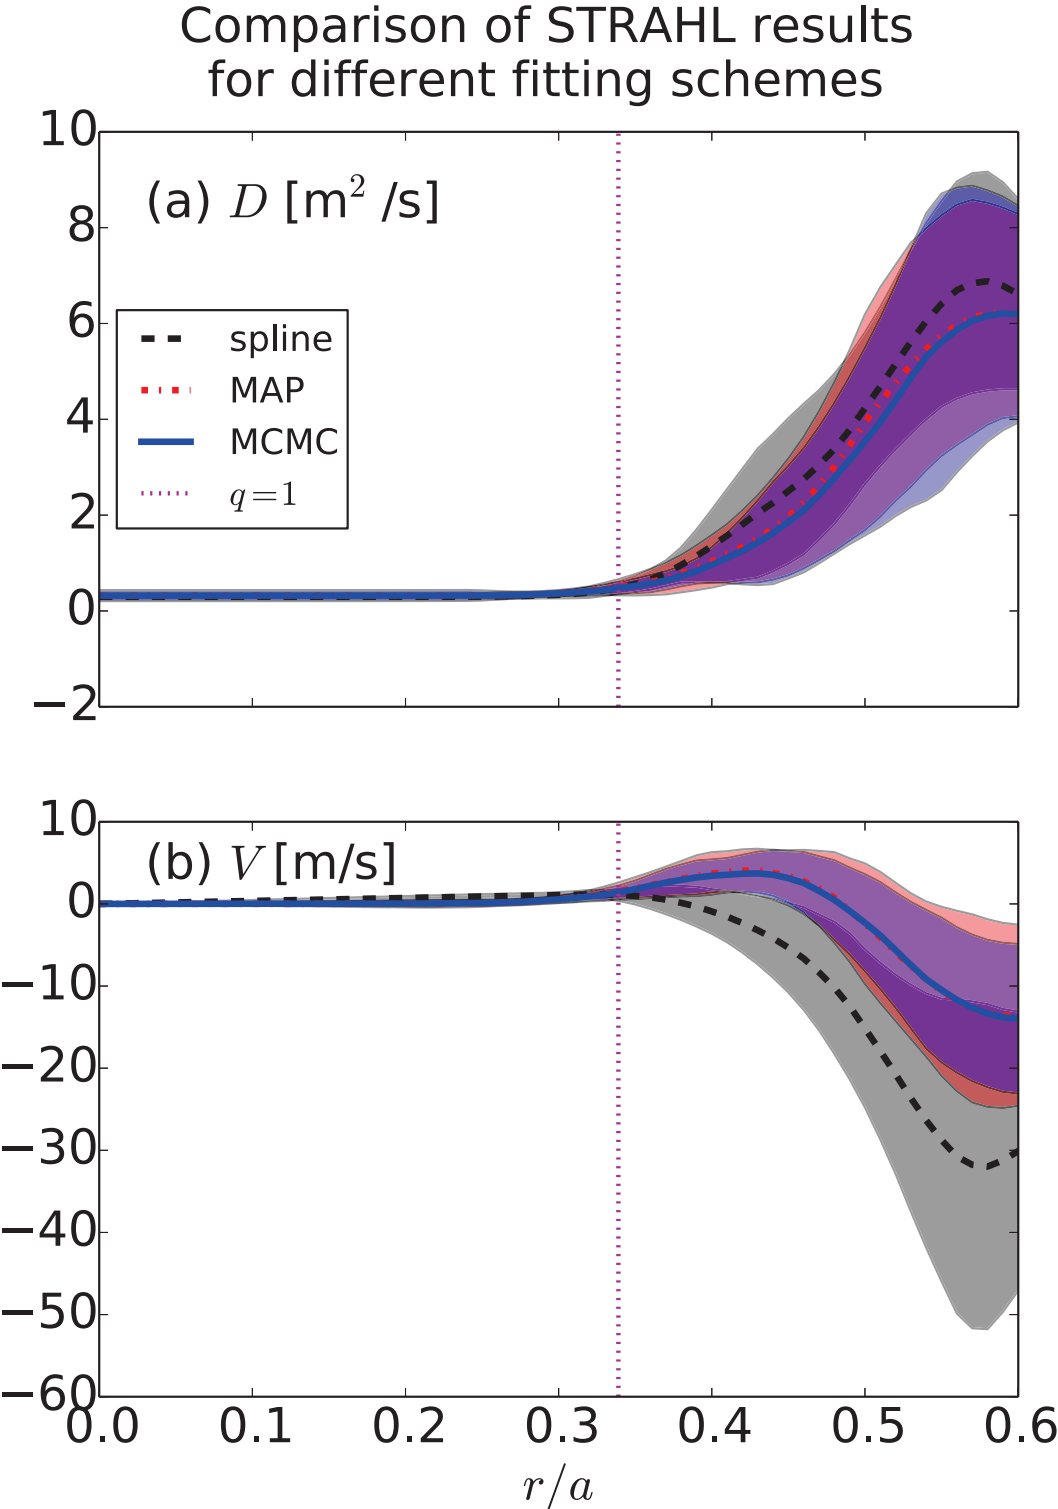 Comparison of STRAHL results
for different fitting schemes
10
(a) D [m² /s]
8
6
spline
MAP
4
MCMC
q=1
2
0
−2
10
(b) V [m/s]
0
−10
−20
−30
−40
−50
−60
0.0 0.1 0.2 0.3 0.4 0.5 0.6
r/a